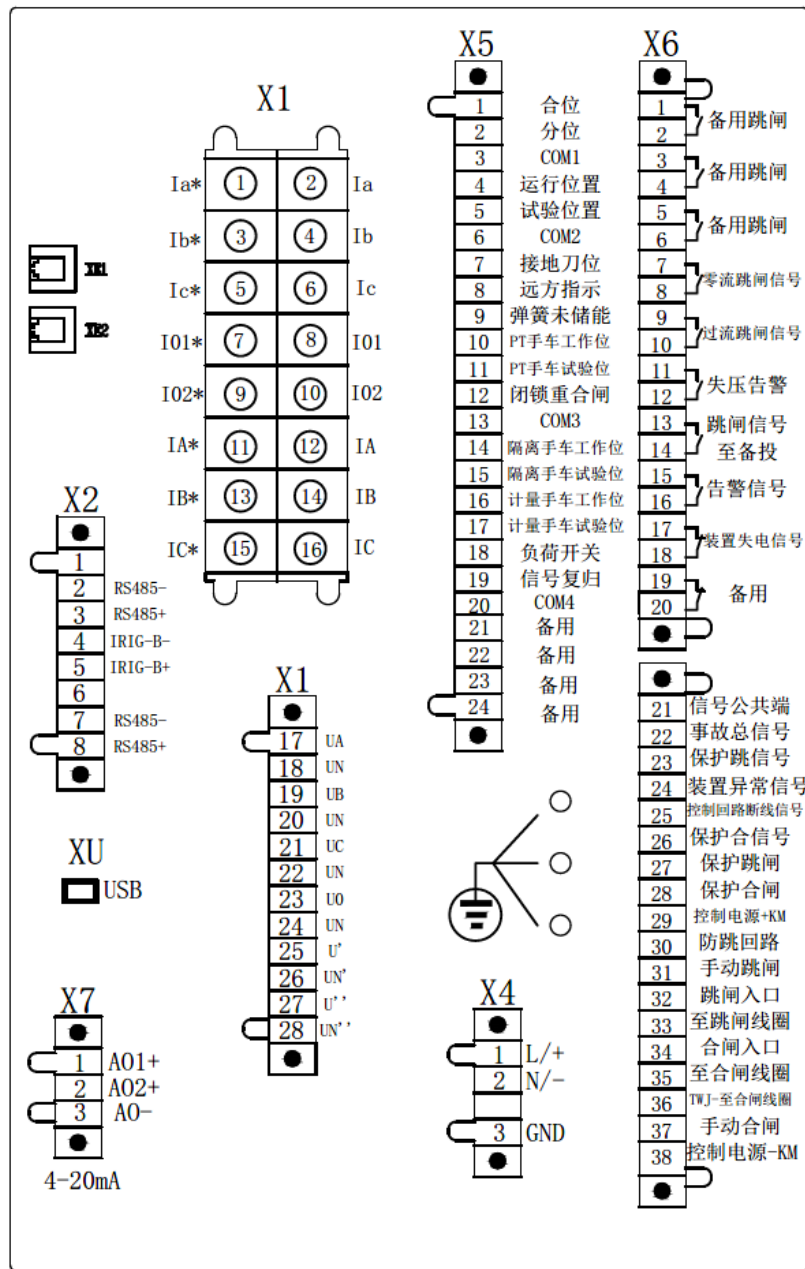 X1
Ia* 1 2 Ia
Ib* 3 4 Ib
Ic* 5 6 Ic
I01* 7 8 I01
I02* 9 10 I02
IA* 11 12 IA
IB* 13 14 IB
IC* 15 16 IC
X2
1
2 RS485-
3 RS485+
4 IRIG-B-
5 IRIG-B+
6
7 RS485-
8 RS485+
XU
USB
X7
1 AO1+
2 AO2+
3 AO-
4-20mA
X1
17 UA
18 UN
19 UB
20 UN
21 UC
22 UN
23 U0
24 UN
25 U'
26 UN'
27 U''
28 UN''
X5
1 合位
2 分位
3 COM1
4 运行位置
5 试验位置
6 COM2
7 接地刀位
8 远方指示
9 弹簧未储能
10 PT手车工作位
11 PT手车试验位
12 闭锁重合闸
13 COM3
14 隔离手车工作位
15 隔离手车试验位
16 计量手车工作位
17 计量手车试验位
18 负荷开关
19 信号复归
20 COM4
21 备用
22 备用
23 备用
24 备用
X4
1 L/+
2 N/-
3 GND
X6
1
2 备用跳闸
3
4 备用跳闸
5
6 备用跳闸
7
8 零流跳闸信号
9
10 过流跳闸信号
11
12 失压告警
13 跳闸信号
14 至备投
15
16 告警信号
17
18 装置失电信号
19
20 备用
21 信号公共端
22 事故总信号
23 保护跳信号
24 装置异常信号
25 控制回路断线信号
26 保护合信号
27 保护跳闸
28 保护合闸
29 控制电源+KM
30 防跳回路
31 手动跳闸
32 跳闸入口
33 至跳闸线圈
34 合闸入口
35 至合闸线圈
36 TWJ-至合闸线圈
37 手动合闸
38 控制电源-KM